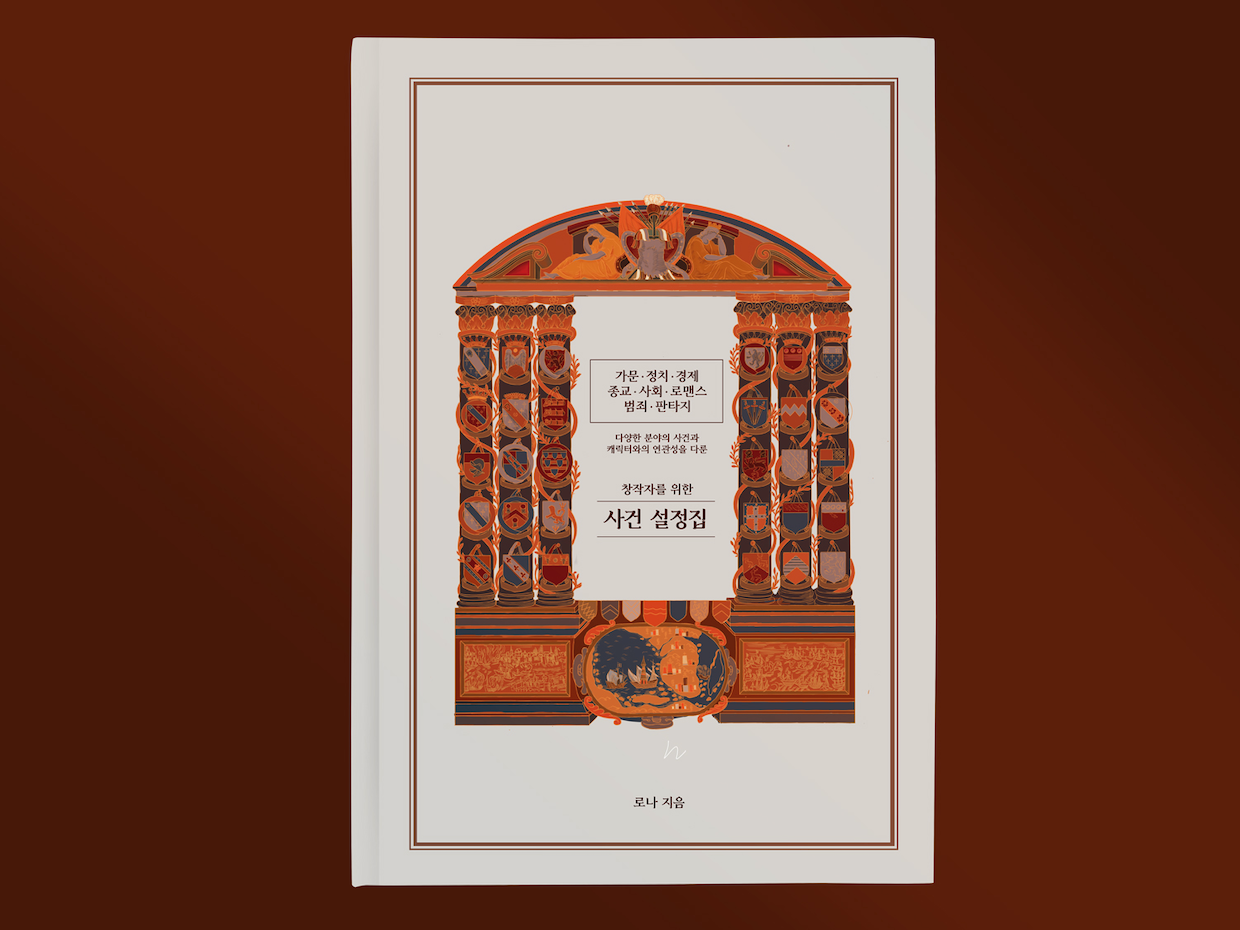 가문·정치·경제
종교·사회·로맨스
범죄·판타지
다양한 분야의 사건과
캐릭터와의 연관성을 다룬
창작자를 위한
사건 설정집
로나 지음